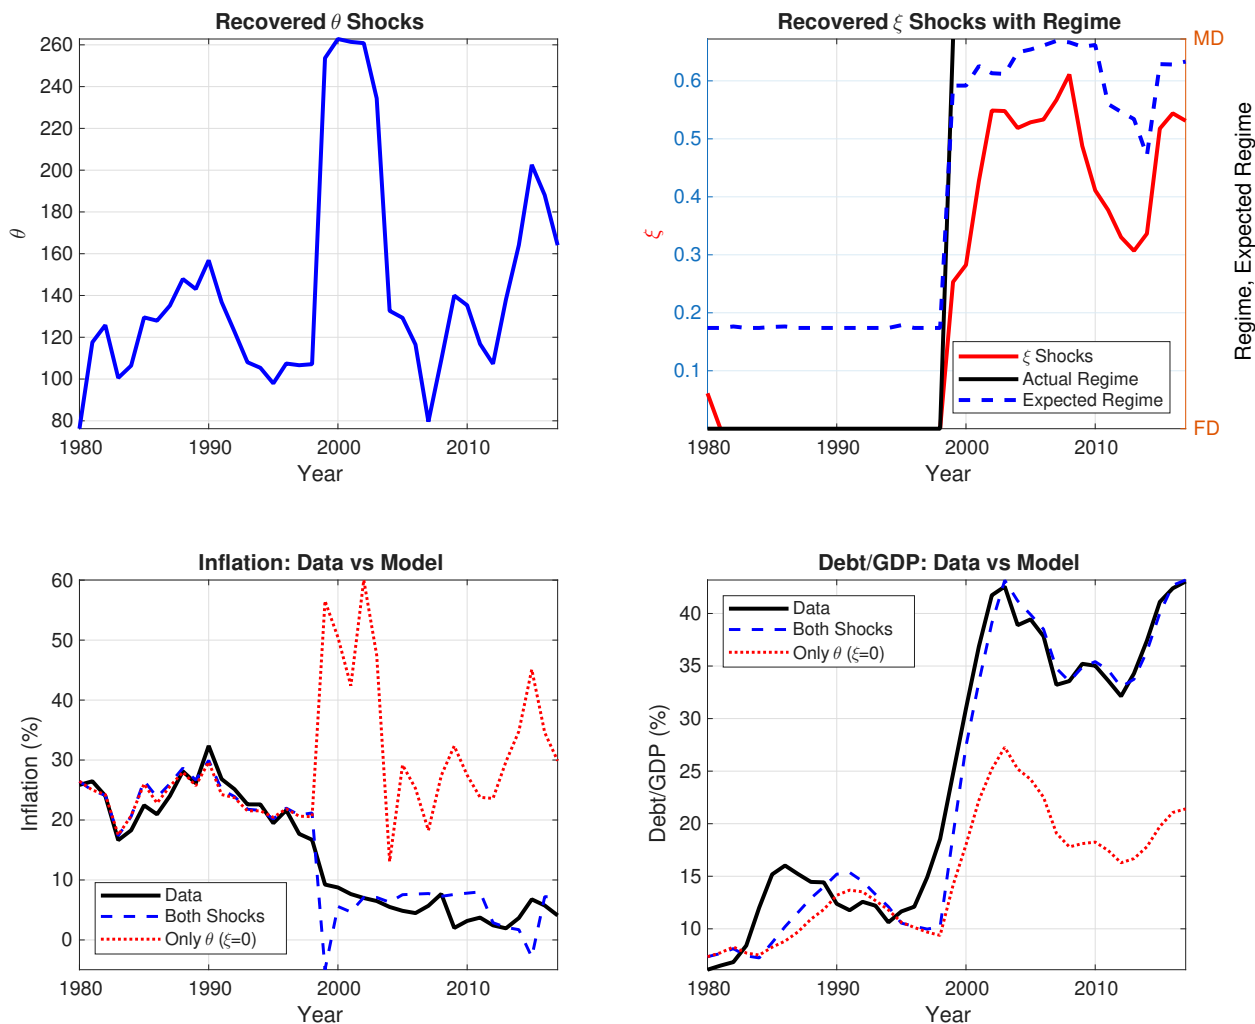 Recovered θ Shocks
260
240
220
200
180
160
140
120
100
80
θ
1980
1990
2000
2010
Year
Recovered ξ Shocks with Regime
0.6
0.5
0.4
0.3
0.2
0.1
ξ
MD
FD
Regime, Expected Regime
ξ Shocks
Actual Regime
Expected Regime
1980
1990
2000
2010
Year
Inflation: Data vs Model
60
50
40
30
20
10
0
Inflation (%)
Data
Both Shocks
Only θ (ξ=0)
1980
1990
2000
2010
Year
Debt/GDP: Data vs Model
40
35
30
25
20
15
10
Debt/GDP (%)
Data
Both Shocks
Only θ (ξ=0)
1980
1990
2000
2010
Year